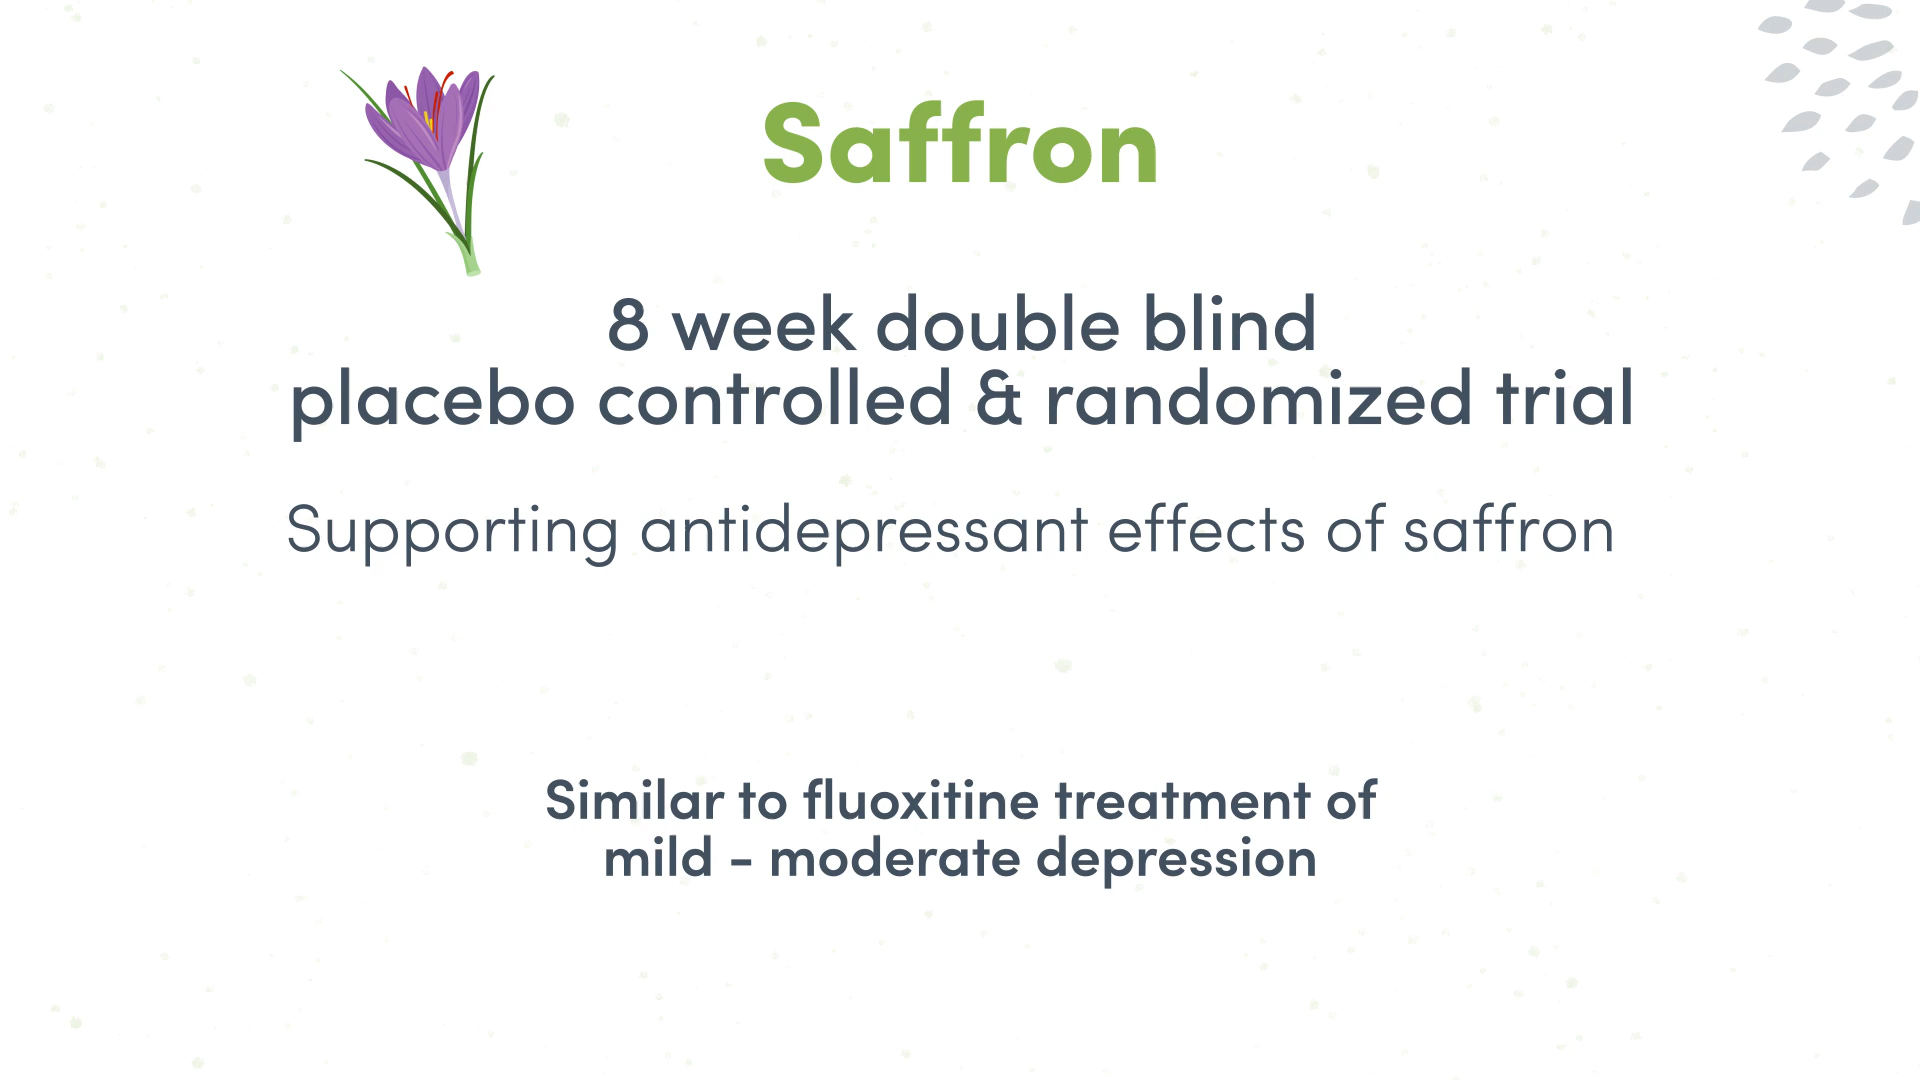 Saffron
8 week double blind
placebo controlled & randomized trial
Supporting antidepressant effects of saffron
Similar to fluoxitine treatment of
mild - moderate depression